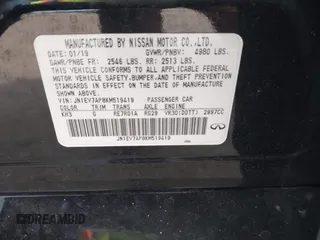 MANUFACTURED BY NISSAN MOTOR CO.,LTD.
DATE: 01/19 GVWR/PNBV: 4980 LBS.
GAWR/PNBE FR: 2546 LBS. RR: 2513 LBS.
THIS VEHICLE CONFORMS TO ALL APPLICABLE FEDERAL
MOTOR VEHICLE SAFETY,BUMPER,AND THEFT PREVENTION
STANDARDS IN EFFECT ON THE DATE OF MANUFACTURE
SHOWN ABOVE.
VIN: JN1EV7AP8KM519419 PASSENGER CAR
COLOR TRIM TRANS AXLE ENGINE
KH3 G RE7R01A RG29 VR30(DDTT) 2997CC
JN1EV7AP8KM519419
DREAMBID